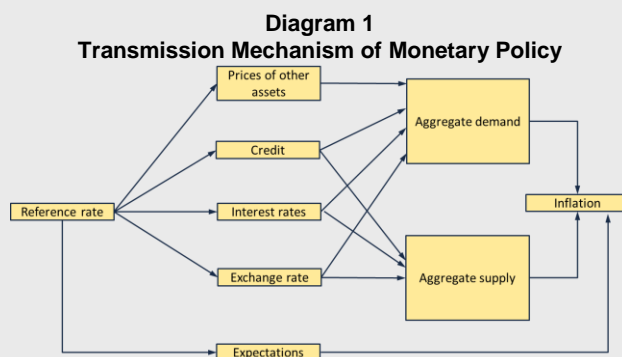 Diagram 1
Transmission Mechanism of Monetary Policy
Prices of other
assets
Aggregate demand
Credit
Reference rate
Interest rates
Inflation
Exchange rate
Aggregate supply
Expectations